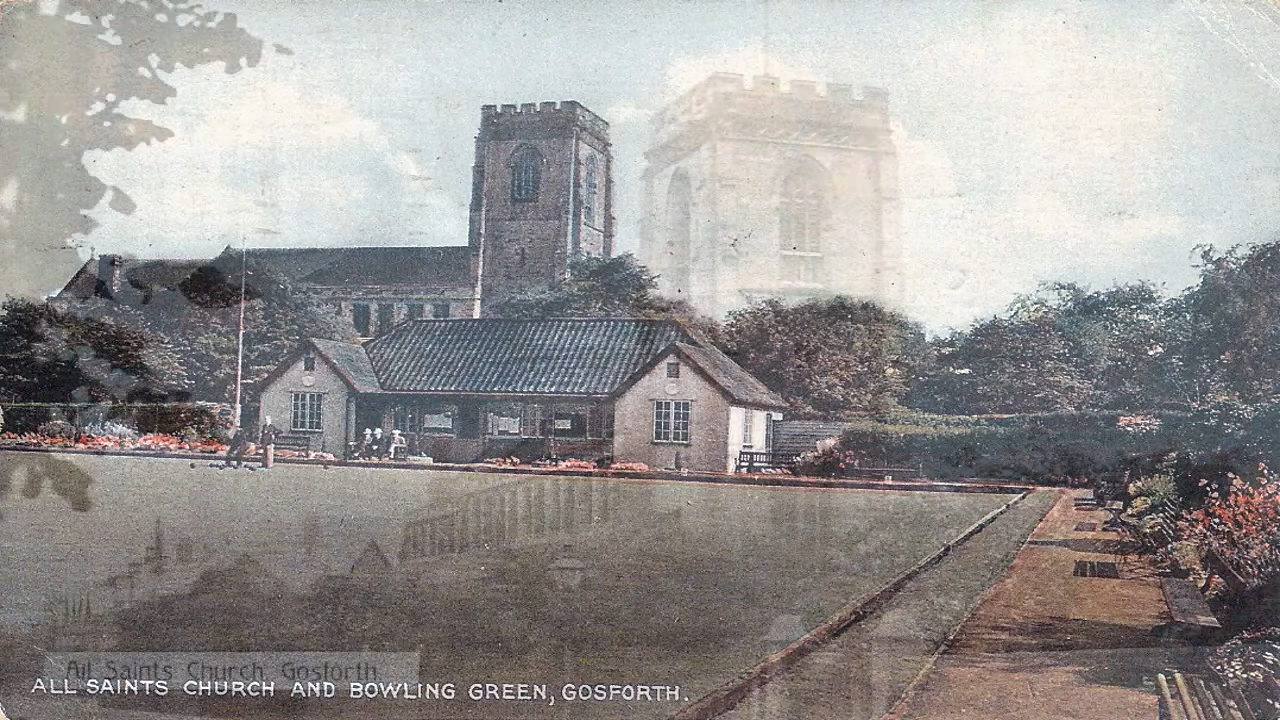 All Saints Church, Gosforth
ALL SAINTS CHURCH AND BOWLING GREEN, GOSFORTH.